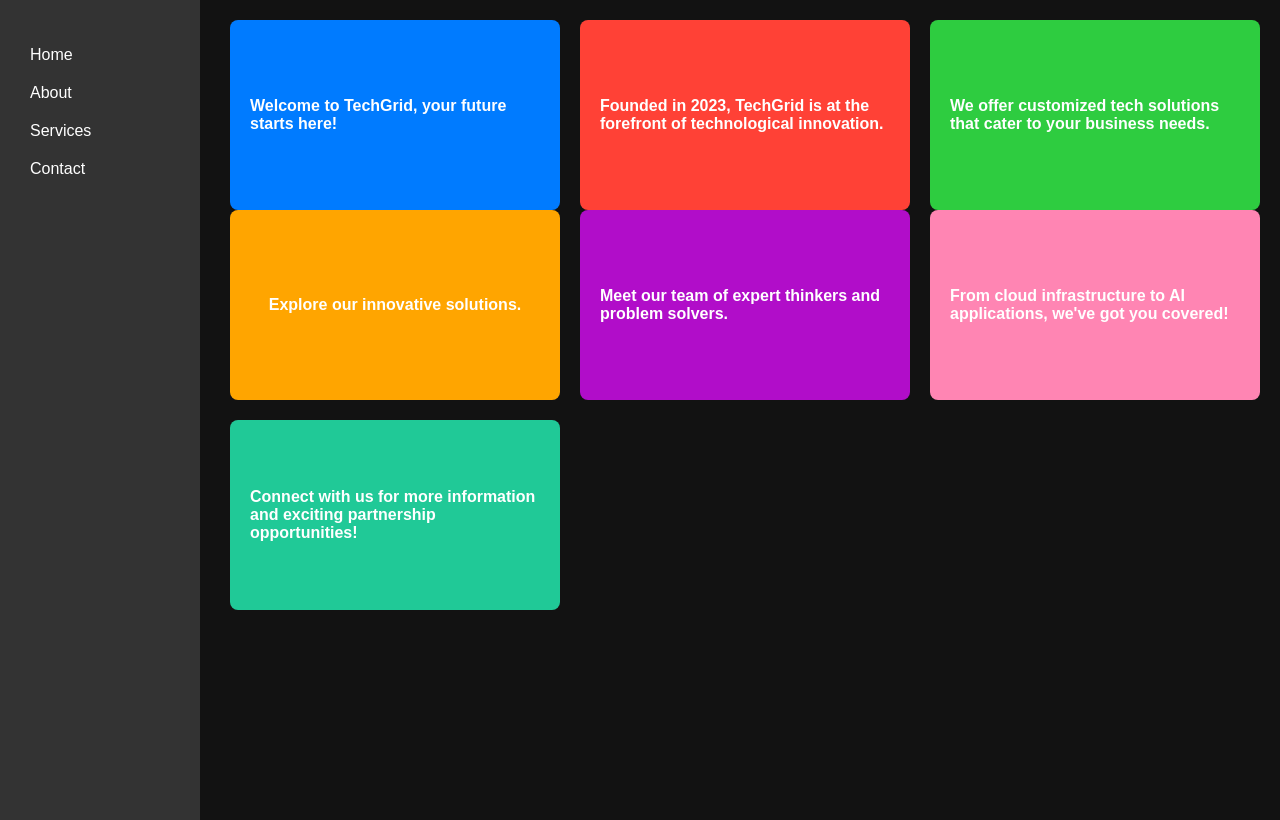 Home
About
Services
Contact
Welcome to TechGrid, your future
starts here!
Founded in 2023, TechGrid is at the
forefront of technological innovation.
We offer customized tech solutions
that cater to your business needs.
Explore our innovative solutions.
Meet our team of expert thinkers and
problem solvers.
From cloud infrastructure to AI
applications, we've got you covered!
Connect with us for more information
and exciting partnership
opportunities!